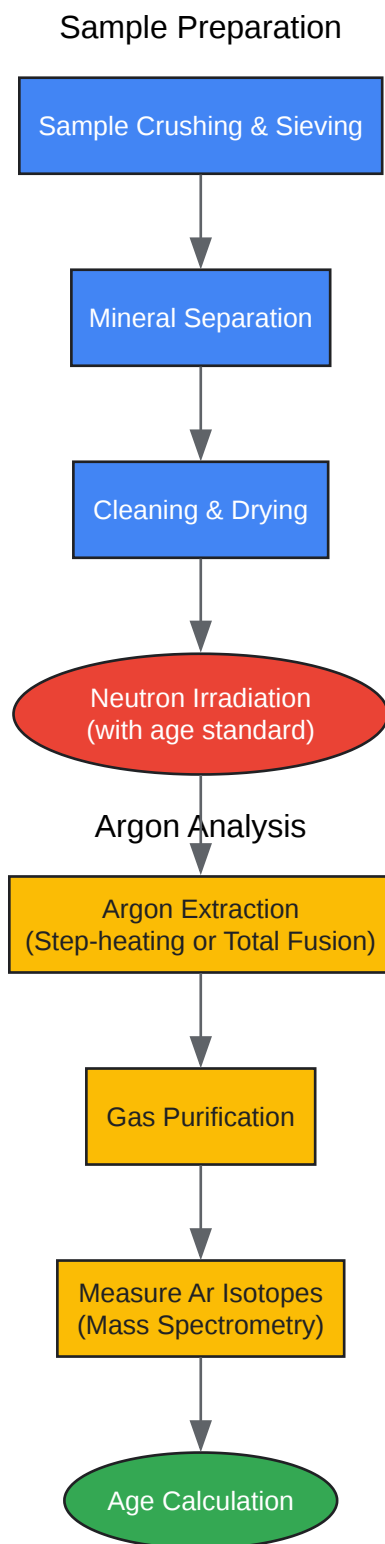 Sample Preparation
Sample Crushing & Sieving
Mineral Separation
Cleaning & Drying
Neutron Irradiation
(with age standard)
Argon Analysis
Argon Extraction
(Step-heating or Total Fusion)
Gas Purification
Measure Ar Isotopes
(Mass Spectrometry)
Age Calculation